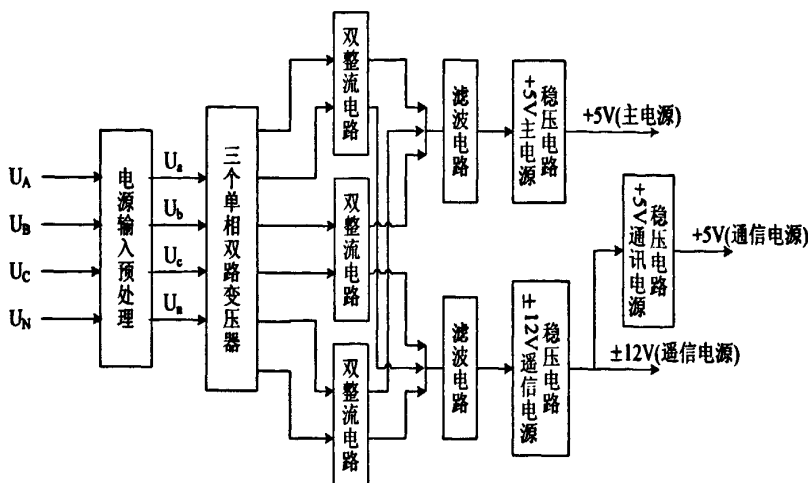 U_A
U_B
U_C
U_N
电源输入预处理
U_a
U_b
U_c
U_n
三个单相双路变压器
双整流电路
双整流电路
双整流电路
滤波电路
滤波电路
+5V主电源
稳压电路
+5V(主电源)
±12V遥信电源
稳压电路
+5V通讯电源
稳压电路
+5V(通信电源)
±12V(遥信电源)